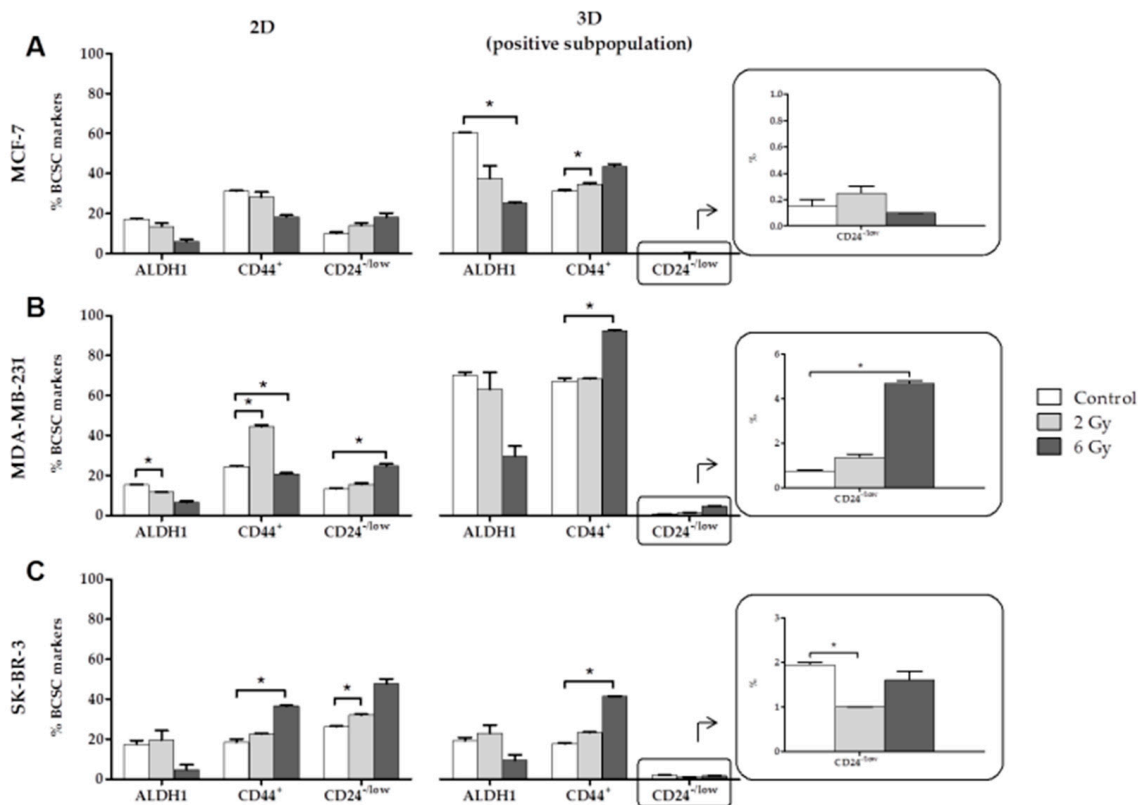 2D
3D
(positive subpopulation)
A
MCF-7
% BCSC markers
100
80
60
40
20
0
ALDH1
CD44⁺
CD24⁻/ˡᵒʷ
*
*
ALDH1
CD44⁺
CD24⁻/ˡᵒʷ
%
1.0
0.8
0.6
0.4
0.2
0.0
CD24⁻/ˡᵒʷ
B
MDA-MB-231
% BCSC markers
100
80
60
40
20
0
*
*
*
*
ALDH1
CD44⁺
CD24⁻/ˡᵒʷ
*
ALDH1
CD44⁺
CD24⁻/ˡᵒʷ
%
6
4
2
0
*
CD24⁻/ˡᵒʷ
Control
2 Gy
6 Gy
C
SK-BR-3
% BCSC markers
100
80
60
40
20
0
*
*
ALDH1
CD44⁺
CD24⁻/ˡᵒʷ
*
ALDH1
CD44⁺
CD24⁻/ˡᵒʷ
%
3
2
1
0
*
CD24⁻/ˡᵒʷ